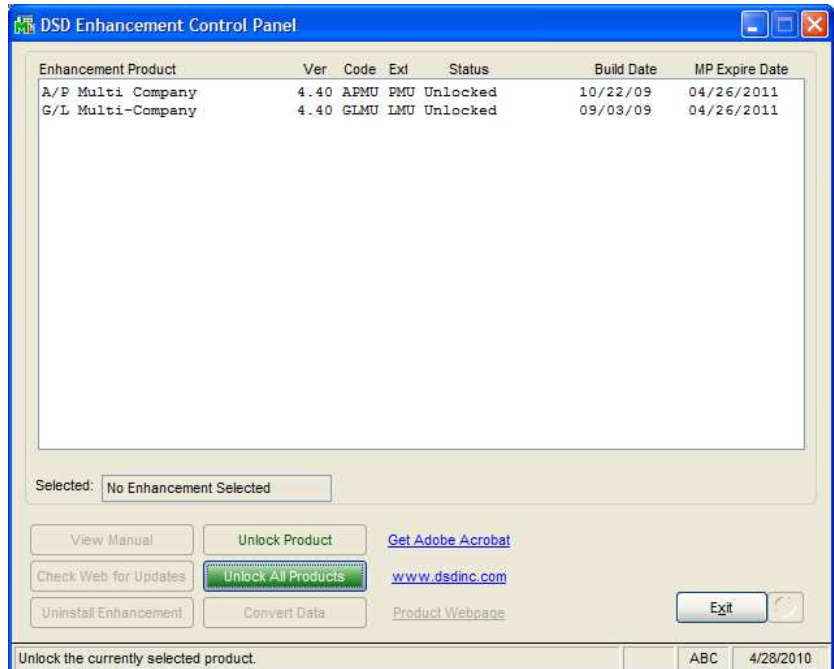 DSD Enhancement Control Panel
Enhancement Product Ver Code Ext Status Build Date MP Expire Date
A/P Multi Company 4.40 APMU PMU Unlocked 10/22/09 04/26/2011
G/L Multi-Company 4.40 GLMU LMU Unlocked 09/03/09 04/26/2011
Selected: No Enhancement Selected
View Manual Unlock Product Get Adobe Acrobat
Check Web for Updates Unlock All Products www.dsdinc.com
Uninstall Enhancement Convert Data Product Webpage Exit
Unlock the currently selected product. ABC 4/28/2010